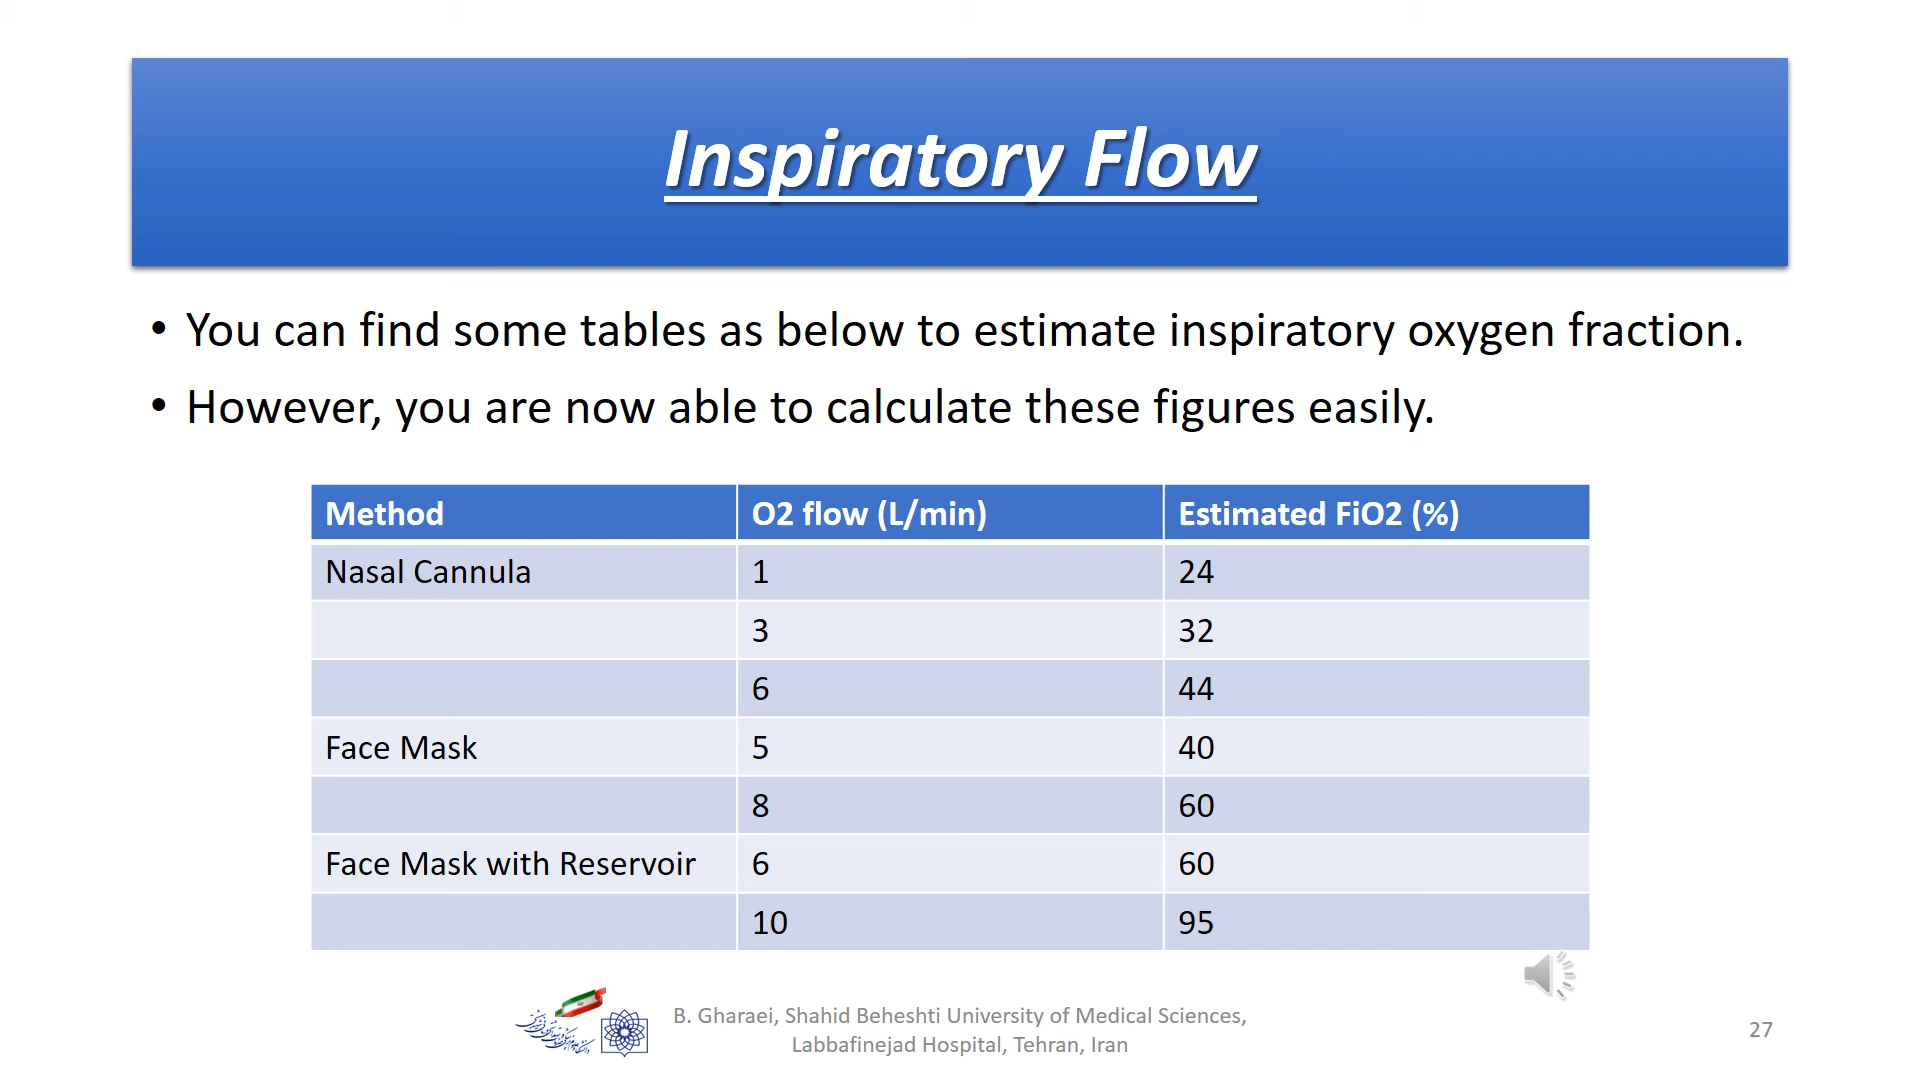 Inspiratory Flow
• You can find some tables as below to estimate inspiratory oxygen fraction.
• However, you are now able to calculate these figures easily.
Method O2 flow (L/min) Estimated FiO2 (%)
Nasal Cannula 1 24
3 32
6 44
Face Mask 5 40
8 60
Face Mask with Reservoir 6 60
10 95
B. Gharaei, Shahid Beheshti University of Medical Sciences,
Labbafinejad Hospital, Tehran, Iran
27